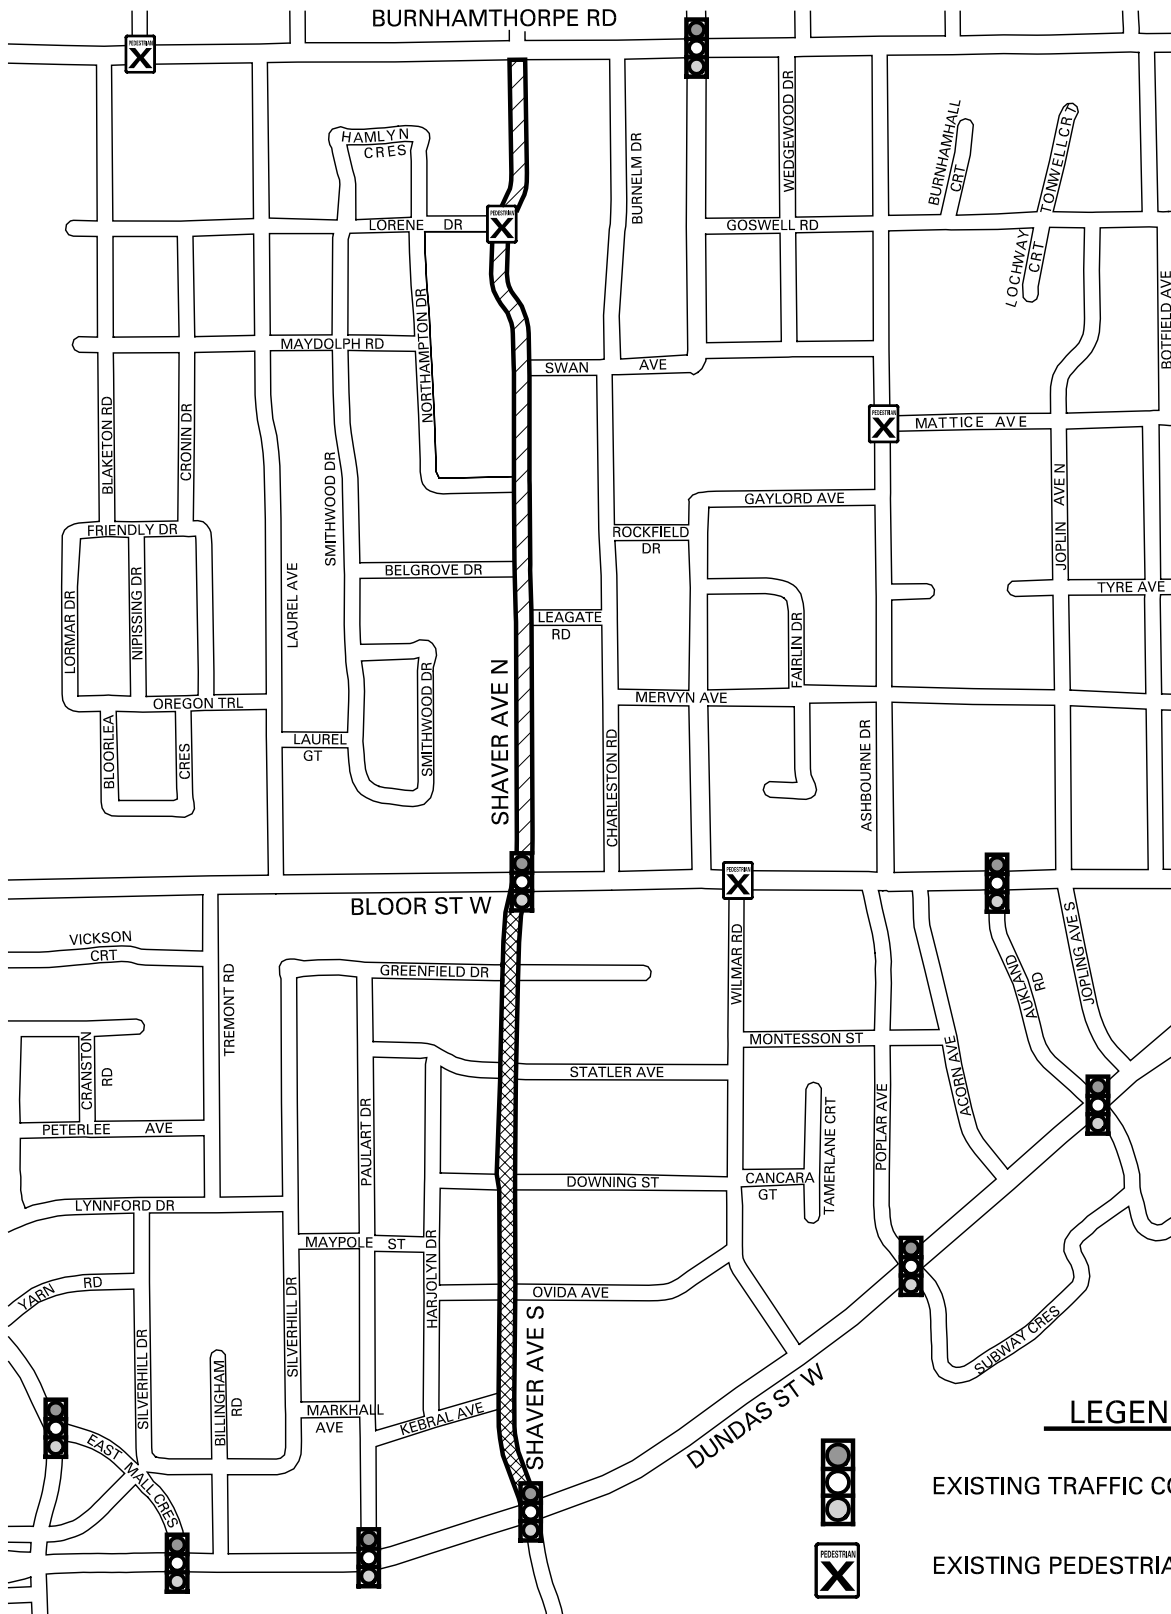 BURNHAMTHORPE RD
PEDESTRIAN
X
HAMLYN
CRES
BURNELM DR
WEDGEWOOD DR
BURNHAMHALL
CRT
TONWELLCRT
LORENE DR
PEDESTRIAN
X
GOSWELL RD
LOCHWAY
CRT
BOTFIELD AVE
MAYDOLPH RD
NORTHAMPTON DR
SWAN AVE
BLAKETON RD
CRONIN DR
SMITHWOOD DR
PEDESTRIAN
X
MATTICE AVE
GAYLORD AVE
JOPLIN AVE N
FRIENDLY DR
ROCKFIELD
DR
LORMAR DR
NIPISSING DR
LAUREL AVE
BELGROVE DR
LEAGATE
RD
FAIRLIN DR
TYRE AVE
SHAVER AVE N
SMITHWOOD DR
OREGON TRL
MERVYN AVE
BLOORLEA
CRES
LAUREL
GT
CHARLESTON RD
ASHBOURNE DR
PEDESTRIAN
X
BLOOR ST W
VICKSON
CRT
TREMONT RD
GREENFIELD DR
WILMAR RD
AUKLAND
RD
JOPLING AVE S
CRANSTON
RD
MONTESSON ST
ACORN AVE
STATLER AVE
PETERLEE AVE
PAULART DR
TAMERLANE CRT
POPLAR AVE
DOWNING ST
CANCARA
GT
LYNNFORD DR
MAYPOLE ST
HARJOLYN DR
YARN RD
OVIDA AVE
SILVERHILL DR
SILVERHILL DR
SHAVER AVE S
SUBWAY CRES
BILLINGHAM
RD
MARKHALL
AVE
KEBRAL AVE
DUNDAS ST W
EAST MALL CRES
LEGEN
EXISTING TRAFFIC CO
PEDESTRIAN
X
EXISTING PEDESTRIA